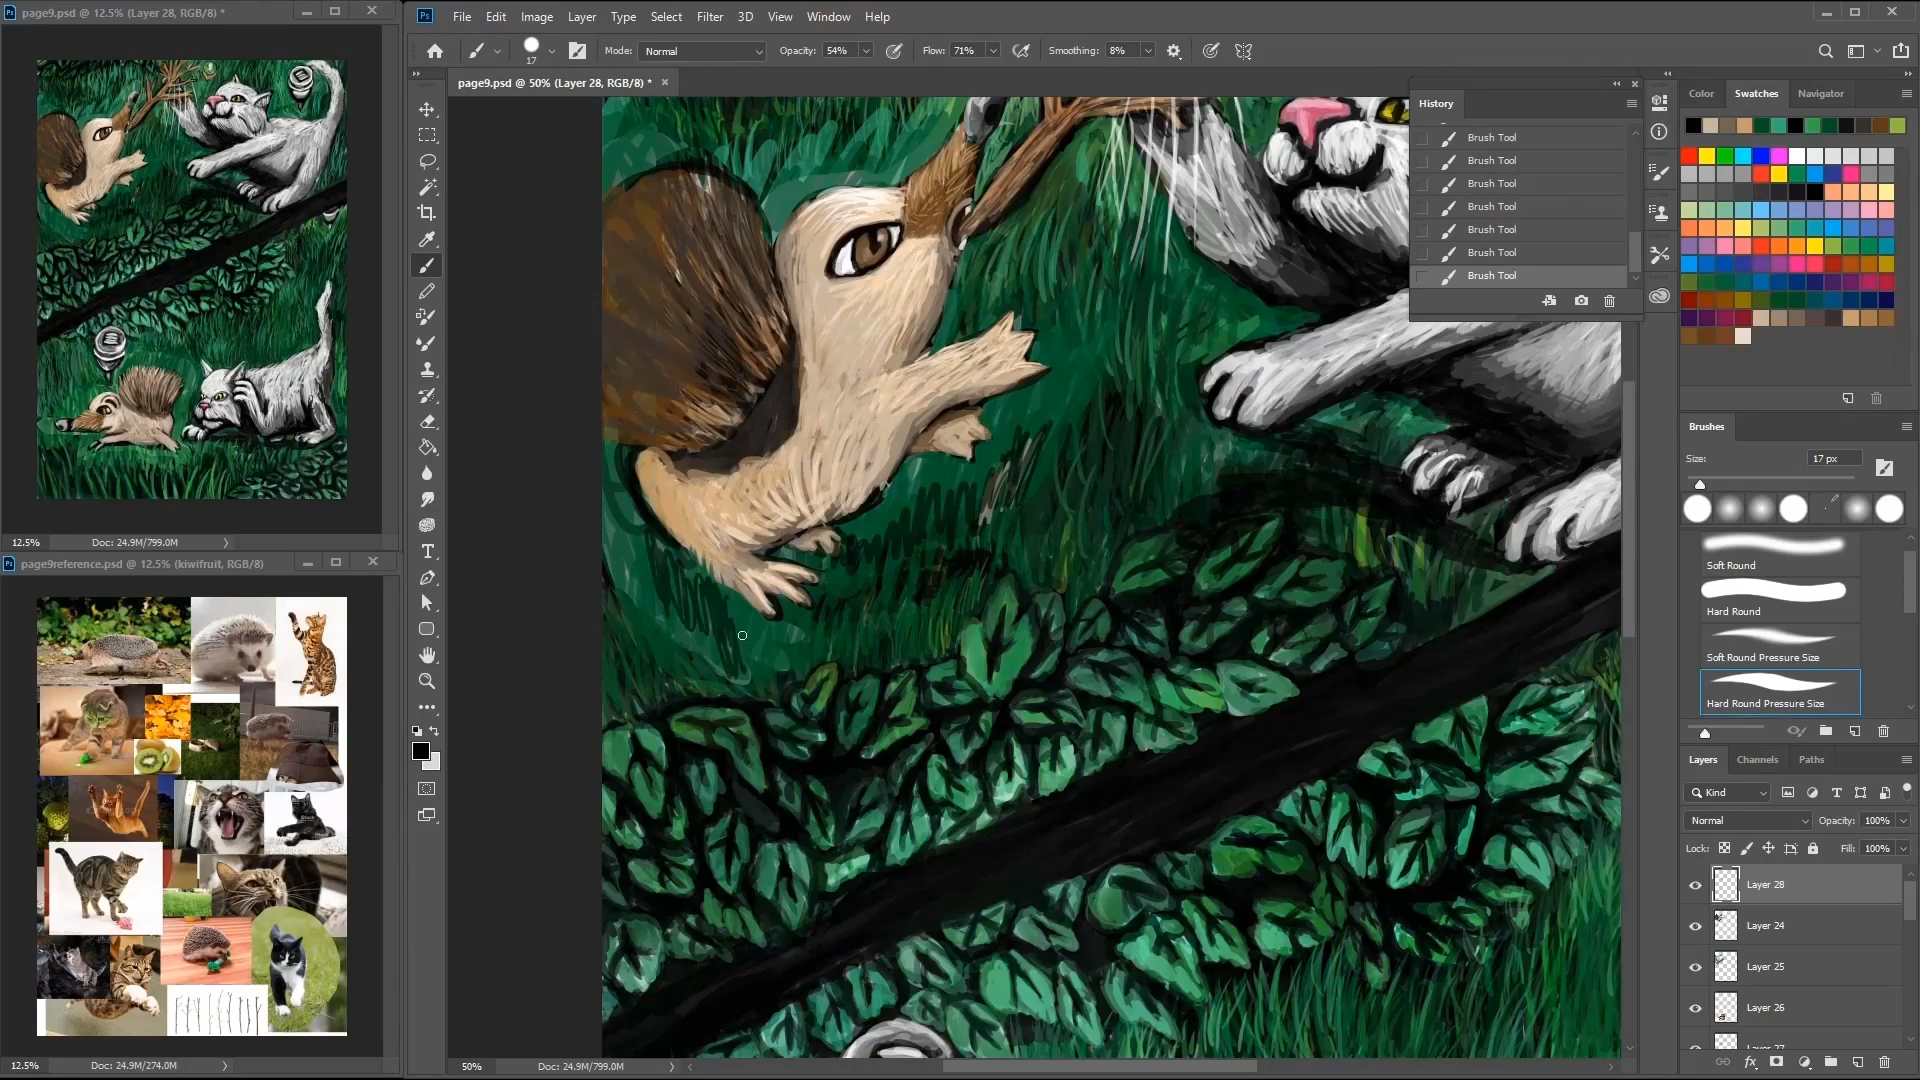 page9.psd @ 12.5% (Layer 28, RGB/8) *
12.5%
Doc: 24.9M/799.0M
page9reference.psd @ 12.5% (kiwifruit, RGB/8)
12.5%
Doc: 24.9M/274.0M
Ps
File
Edit
Image
Layer
Type
Select
Filter
3D
View
Window
Help
17
Mode:
Normal
Opacity:
54%
Flow:
71%
Smoothing:
8%
page9.psd @ 50% (Layer 28, RGB/8) *
History
Brush Tool
Brush Tool
Brush Tool
Brush Tool
Brush Tool
Brush Tool
Brush Tool
50%
Doc: 24.9M/799.0M
Color
Swatches
Navigator
Brushes
Size:
17 px
Soft Round
Hard Round
Soft Round Pressure Size
Hard Round Pressure Size
Layers
Channels
Paths
Kind
Normal
Opacity:
100%
Lock:
Fill:
100%
Layer 28
Layer 24
Layer 25
Layer 26